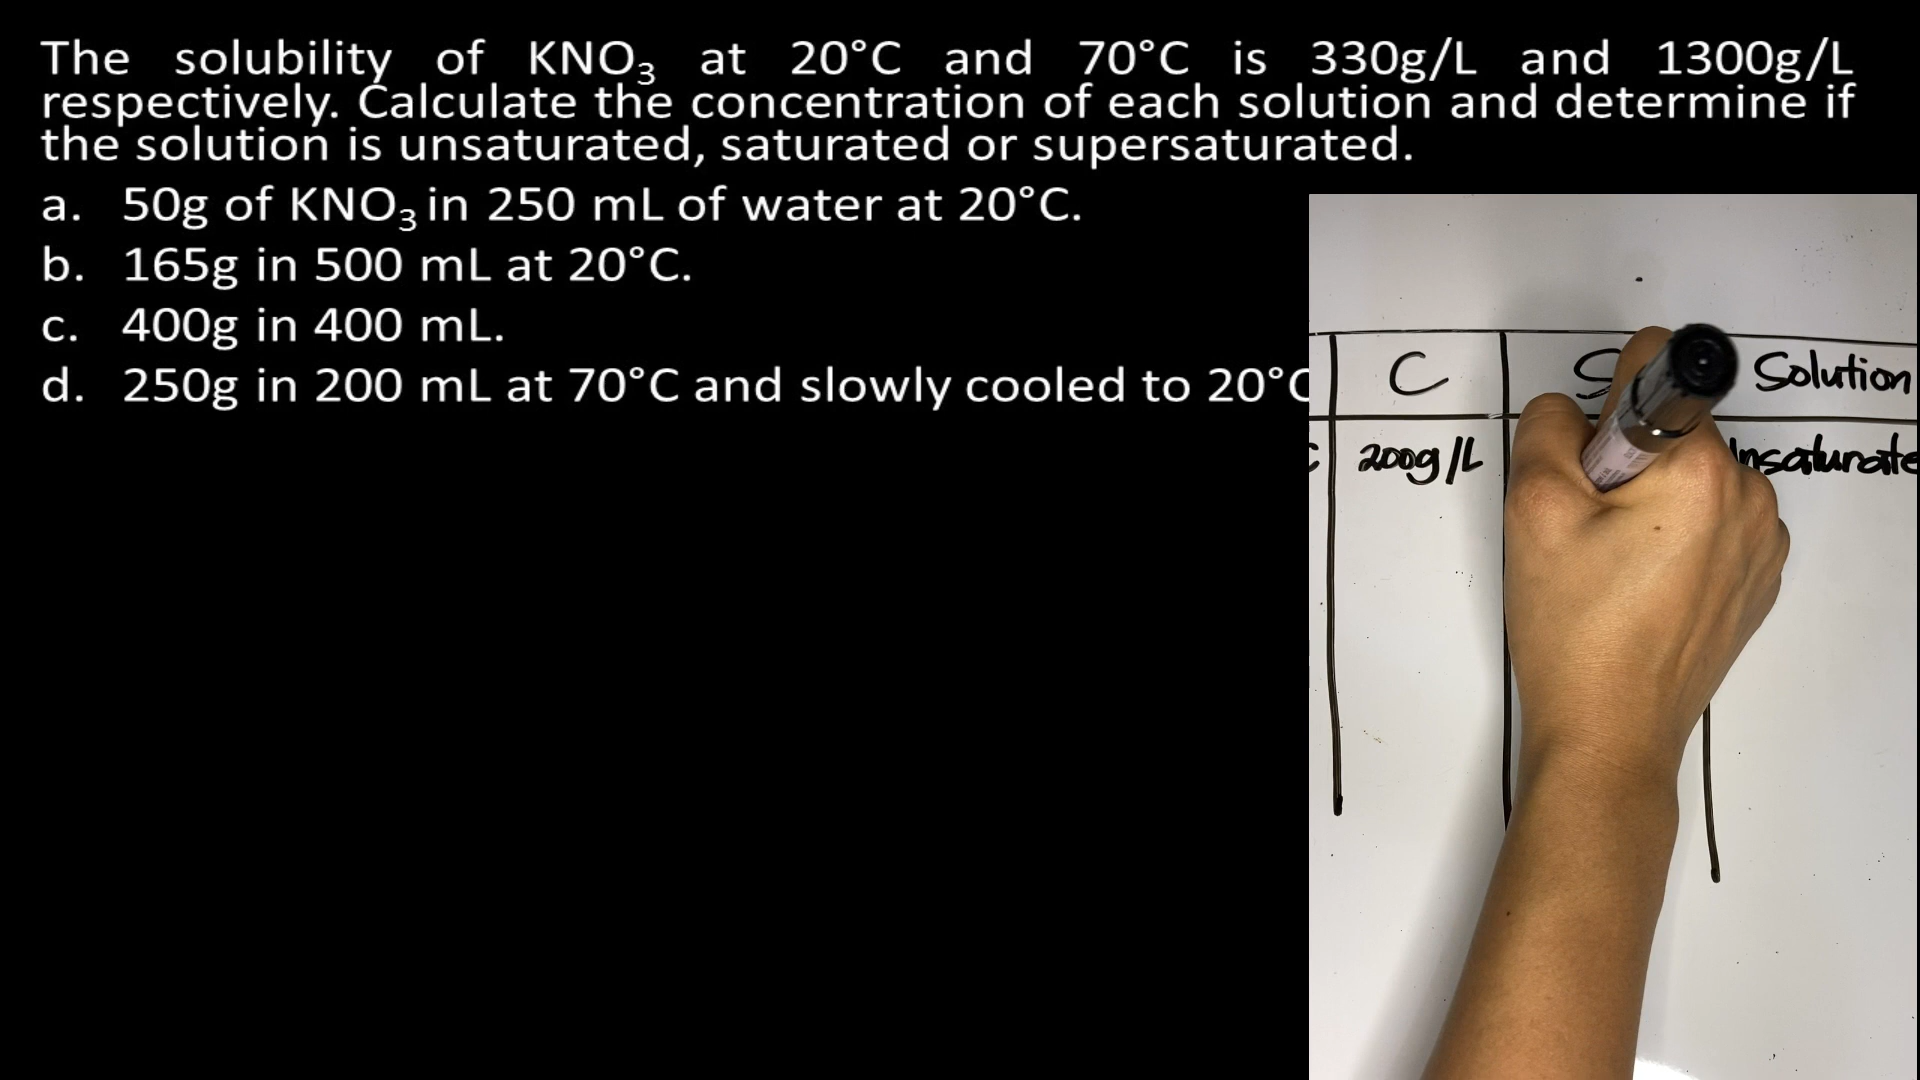 The solubility of KNO₃ at 20°C and 70°C is 330g/L and 1300g/L
respectively. Calculate the concentration of each solution and determine if
the solution is unsaturated, saturated or supersaturated.
a. 50g of KNO₃ in 250 mL of water at 20°C.
b. 165g in 500 mL at 20°C.
c. 400g in 400 mL.
d. 250g in 200 mL at 70°C and slowly cooled to 20°C
C S Solution
200g/L